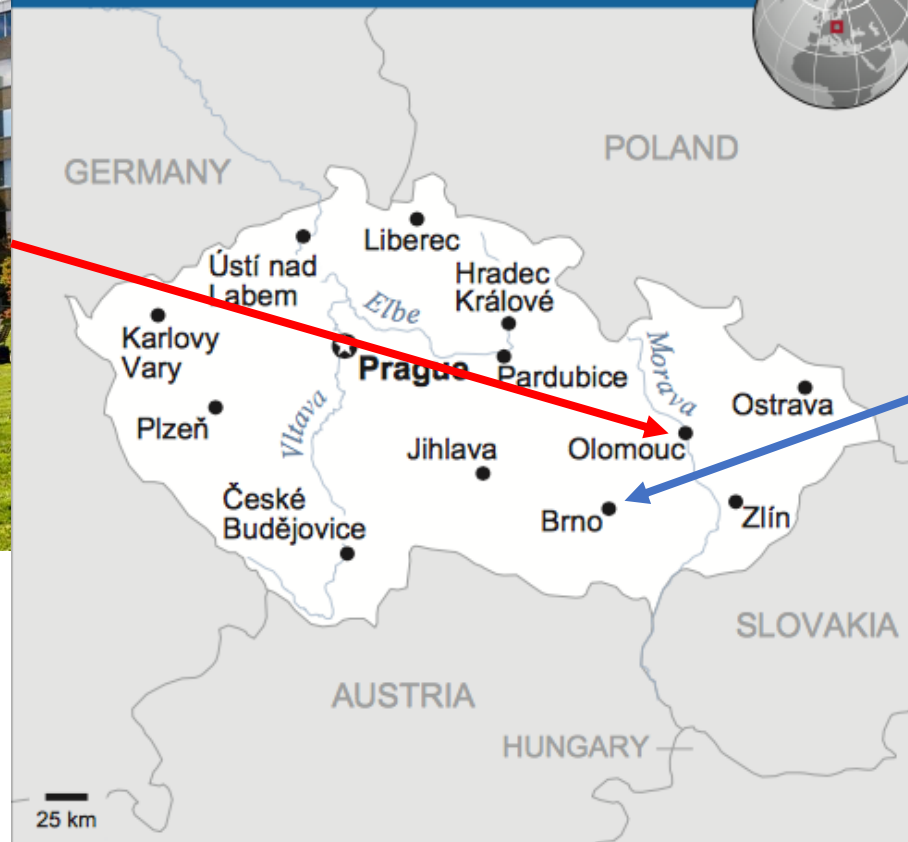 POLAND
GERMANY
Liberec
Ústí nad
Labem
Hradec
Králové
Elbe
Karlovy
Vary
Prague
Pardubice
Morava
Ostrava
Plzeň
Vltava
Jihlava
Olomouc
České
Budějovice
Brno
Zlín
SLOVAKIA
AUSTRIA
HUNGARY
25 km